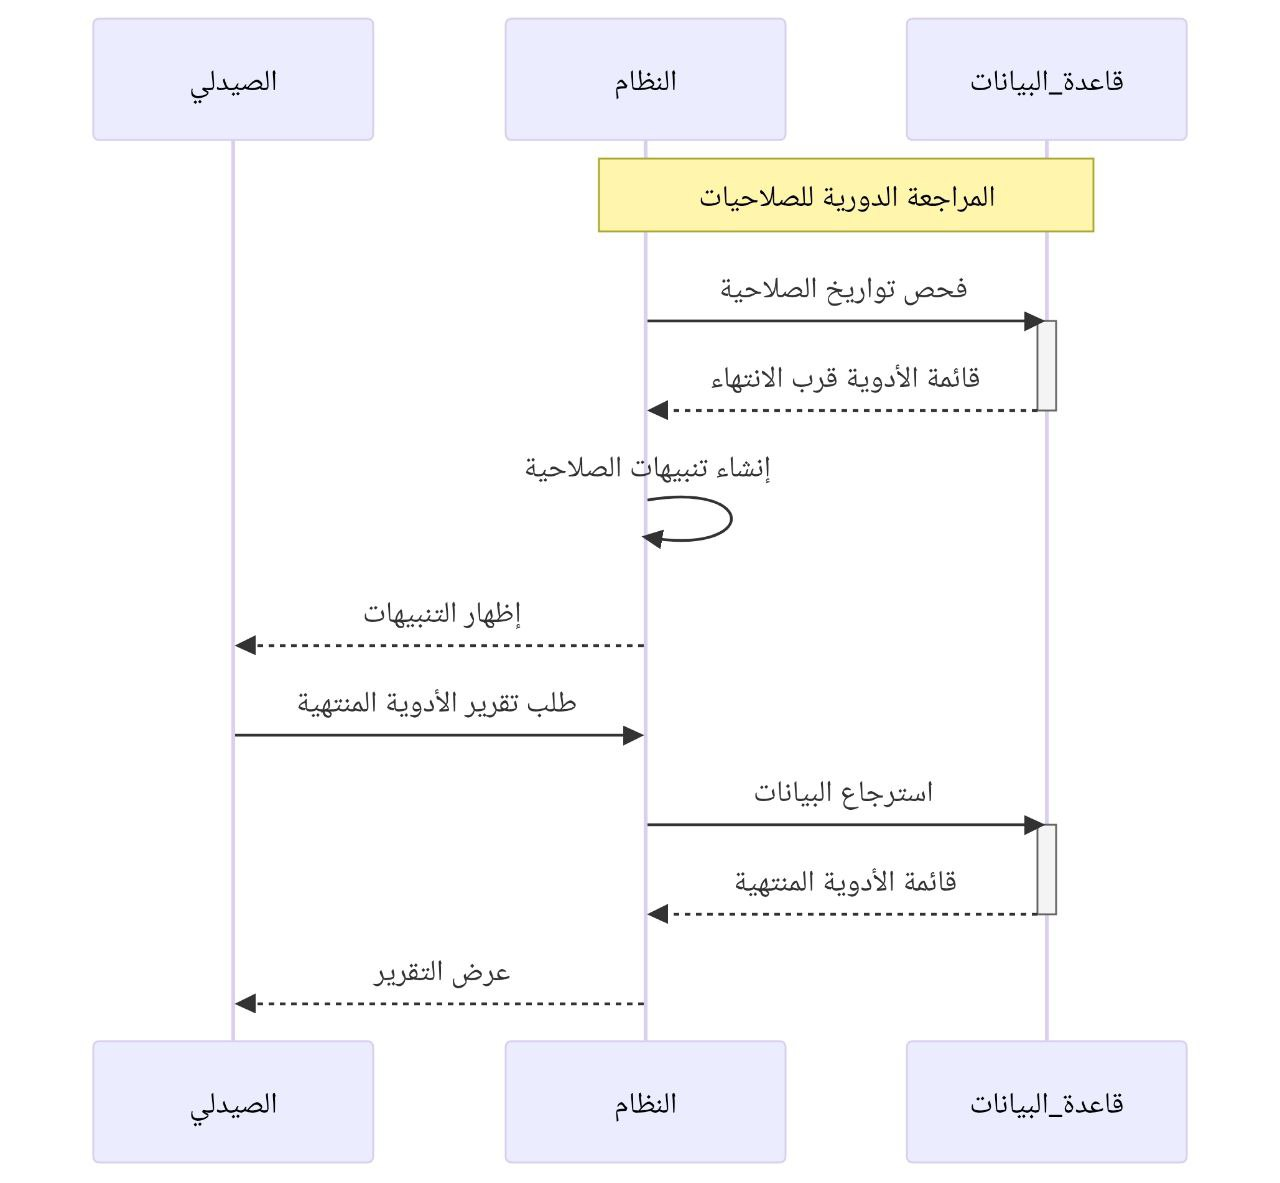 الصيدلي
النظام
قاعدة_البيانات
المراجعة الدورية للصلاحيات
فحص تواريخ الصلاحية
قائمة الأدوية قرب الانتهاء
إنشاء تنبيهات الصلاحية
إظهار التنبيهات
طلب تقرير الأدوية المنتهية
استرجاع البيانات
قائمة الأدوية المنتهية
عرض التقرير
الصيدلي
النظام
قاعدة_البيانات